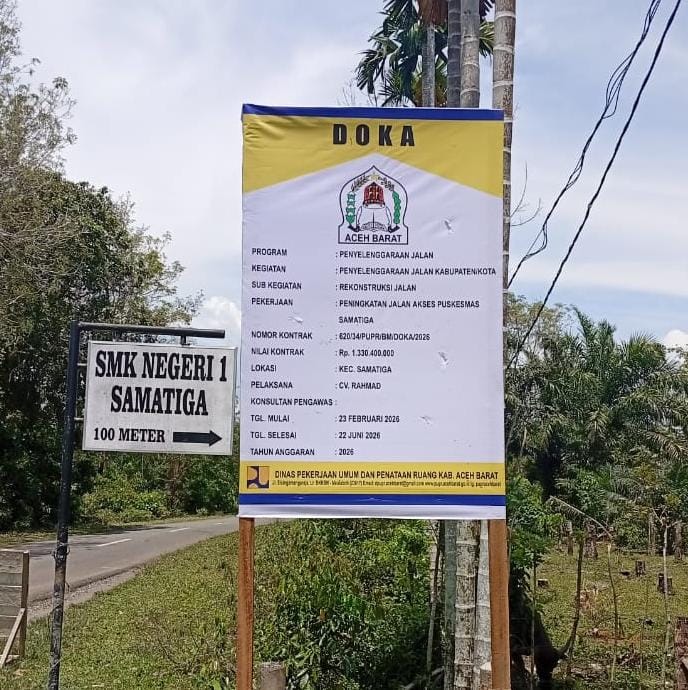 DOKA
ACEH BARAT
PROGRAM : PENYELENGGARAAN JALAN
KEGIATAN : PENYELENGGARAAN JALAN KABUPATEN/KOTA
SUB KEGIATAN : REKONSTRUKSI JALAN
PEKERJAAN : PENINGKATAN JALAN AKSES PUSKESMAS
SAMATIGA
NOMOR KONTRAK : 620/34/PUPR/BM/DOKA/2026
NILAI KONTRAK : Rp. 1.330.400.000
LOKASI : KEC. SAMATIGA
PELAKSANA : CV. RAHMAD
KONSULTAN PENGAWAS :
TGL. MULAI : 23 FEBRUARI 2026
TGL. SELESAI : 22 JUNI 2026
TAHUN ANGGARAN : 2026
DINAS PEKERJAAN UMUM DAN PENATAAN RUANG KAB. ACEH BARAT
SMK NEGERI 1
SAMATIGA
100 METER